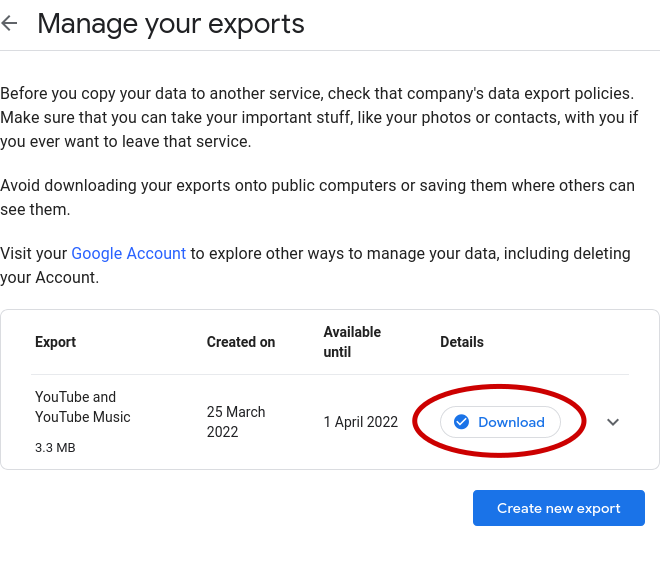 Manage your exports
Before you copy your data to another service, check that company's data export policies.
Make sure that you can take your important stuff, like your photos or contacts, with you if
you ever want to leave that service.
Avoid downloading your exports onto public computers or saving them where others can
see them.
Visit your Google Account to explore other ways to manage your data, including deleting
your Account.
Export
Created on
Available
until
Details
YouTube and
YouTube Music
3.3 MB
25 March
2022
1 April 2022
Download
Create new export